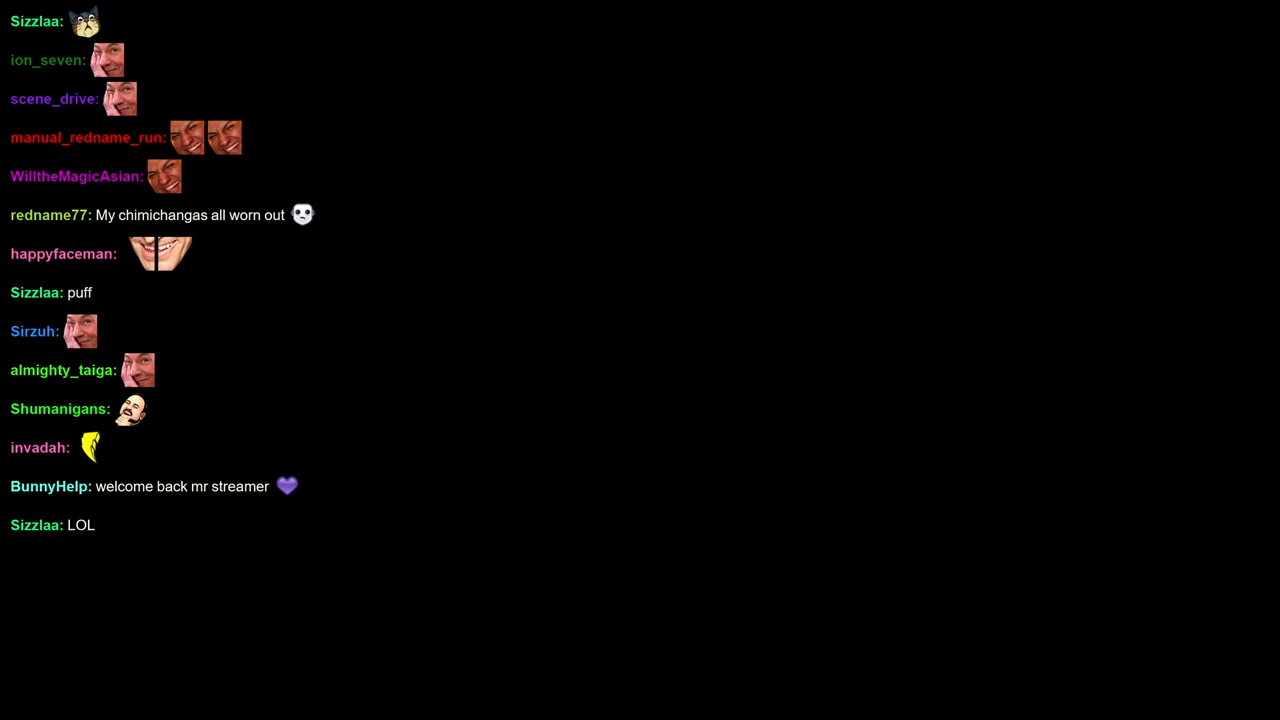 Sizzlaa:
ion_seven:
scene_drive:
manual_redname_run:
WilltheMagicAsian:
redname77: My chimichangas all worn out
happyfaceman:
Sizzlaa: puff
Sirzuh:
almighty_taiga:
Shumanigans:
invadah:
BunnyHelp: welcome back mr streamer
Sizzlaa: LOL